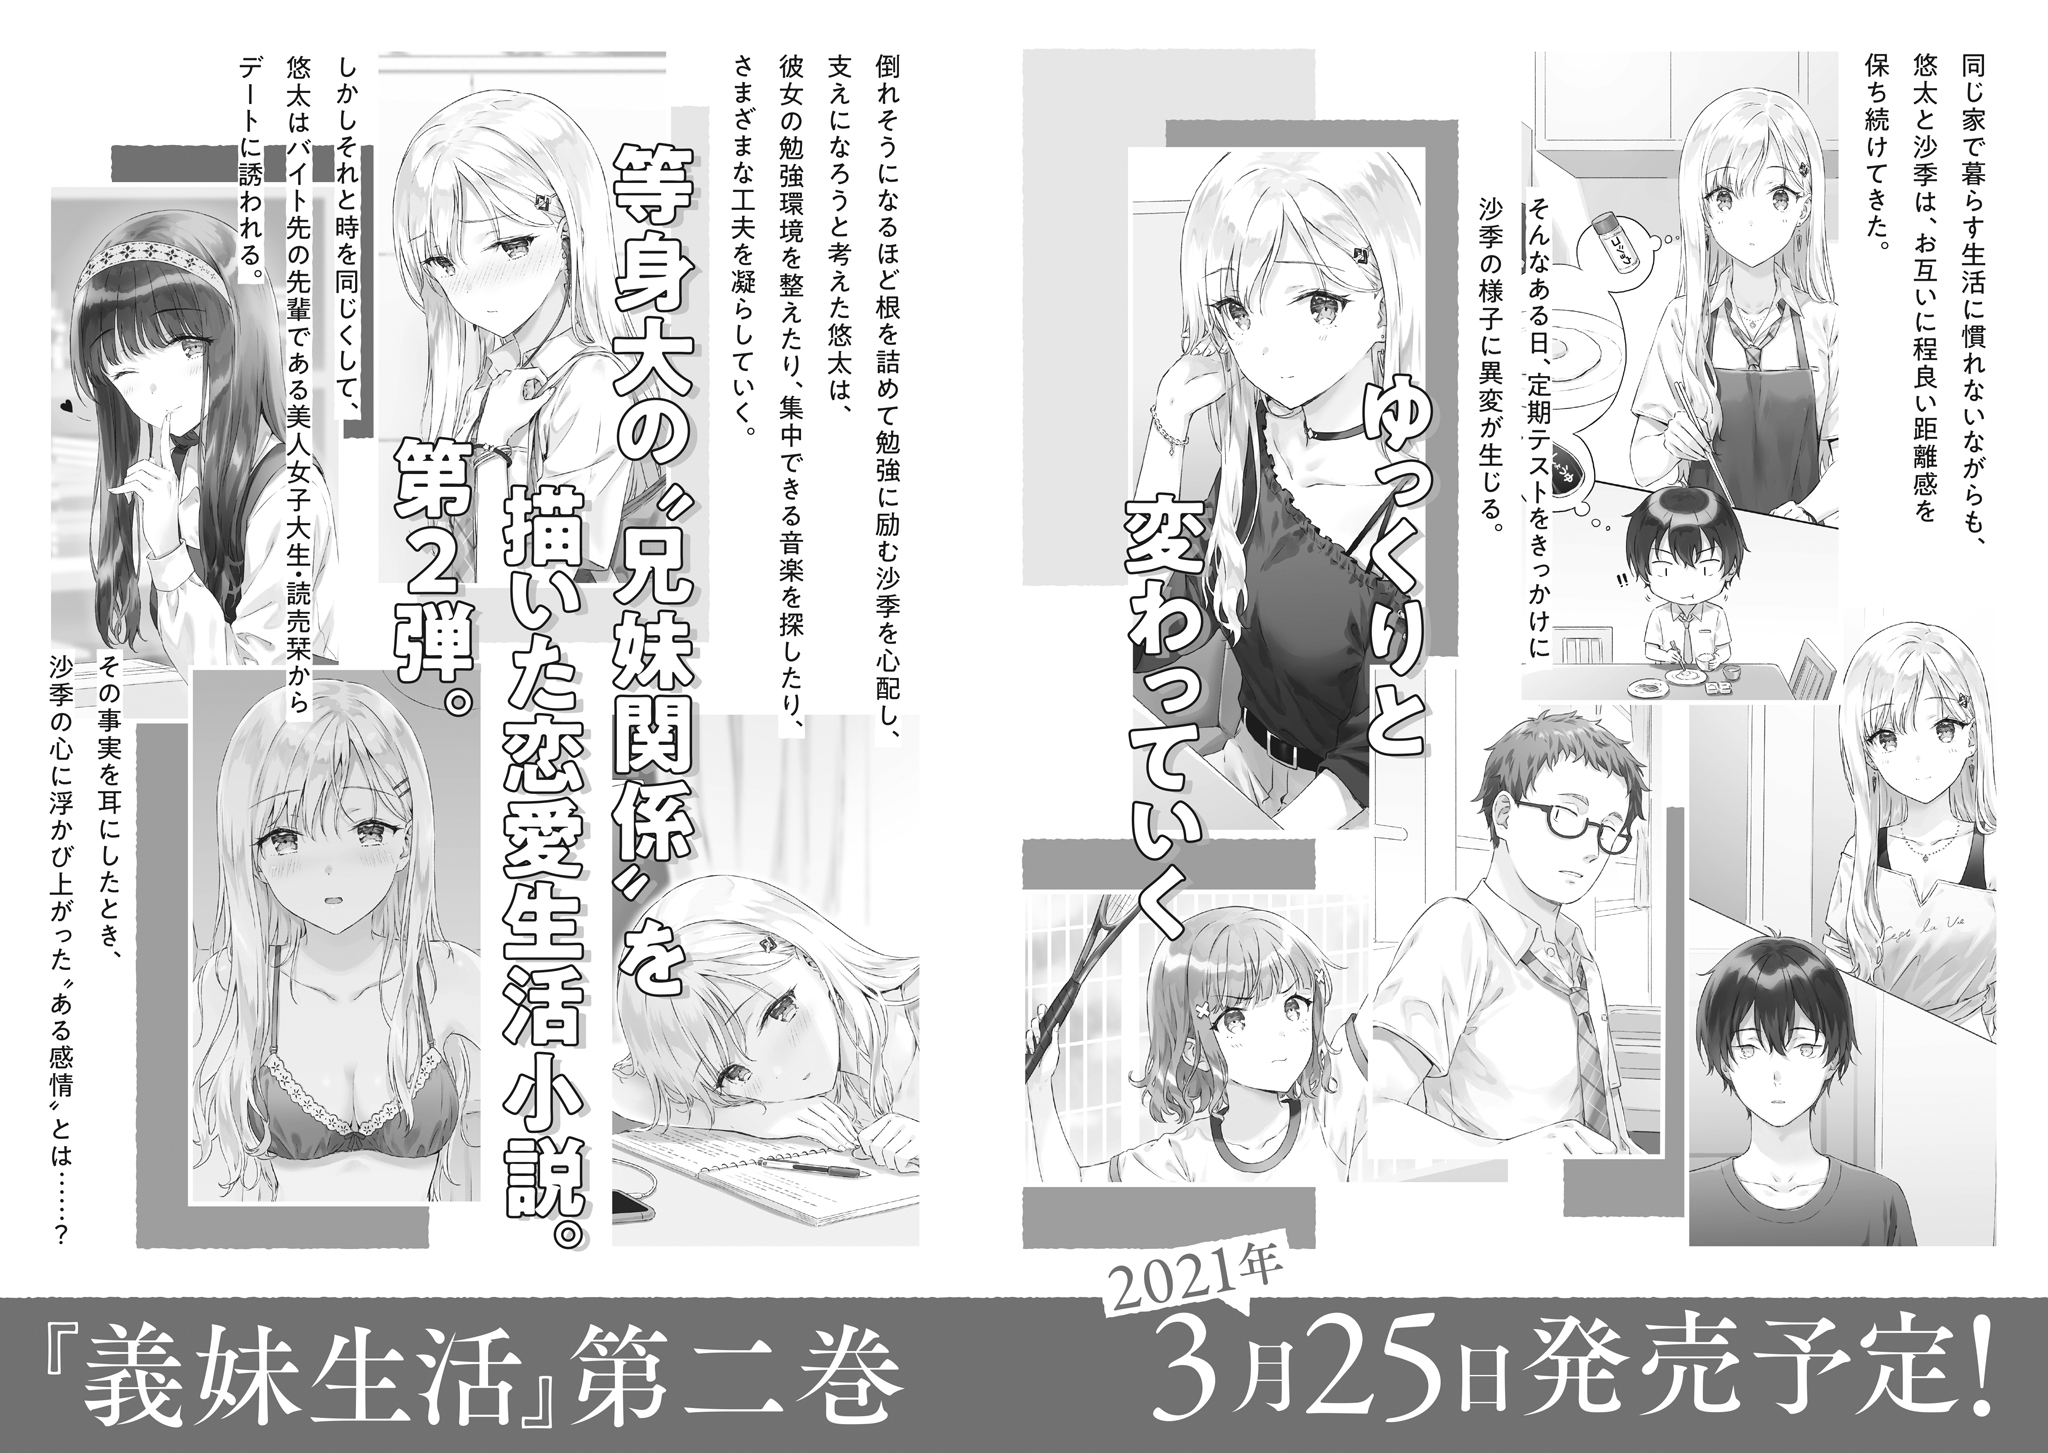 同じ家で暮らす生活に慣れないながらも、
悠太と沙季は、お互いに程良い距離感を
保ち続けてきた。
そんなある日、定期テストをきっかけに
沙季の様子に異変が生じる。
ゆっくりと
変わっていく
倒れそうになるほど根を詰めて勉強に励む沙季を心配し、
支えになろうと考えた悠太は、
彼女の勉強環境を整えたり、集中できる音楽を探したり、
さまざまな工夫を凝らしていく。
等身大の〝兄妹関係〟を
描いた恋愛生活小説。
第2弾。
しかしそれと時を同じくして、
悠太はバイト先の先輩である美人女子大生・読売栞から
デートに誘われる。
その事実を耳にしたとき、
沙季の心に浮かび上がった〝ある感情〟とは……？
!!
『義妹生活』第二巻
2021年
3月25日発売予定！